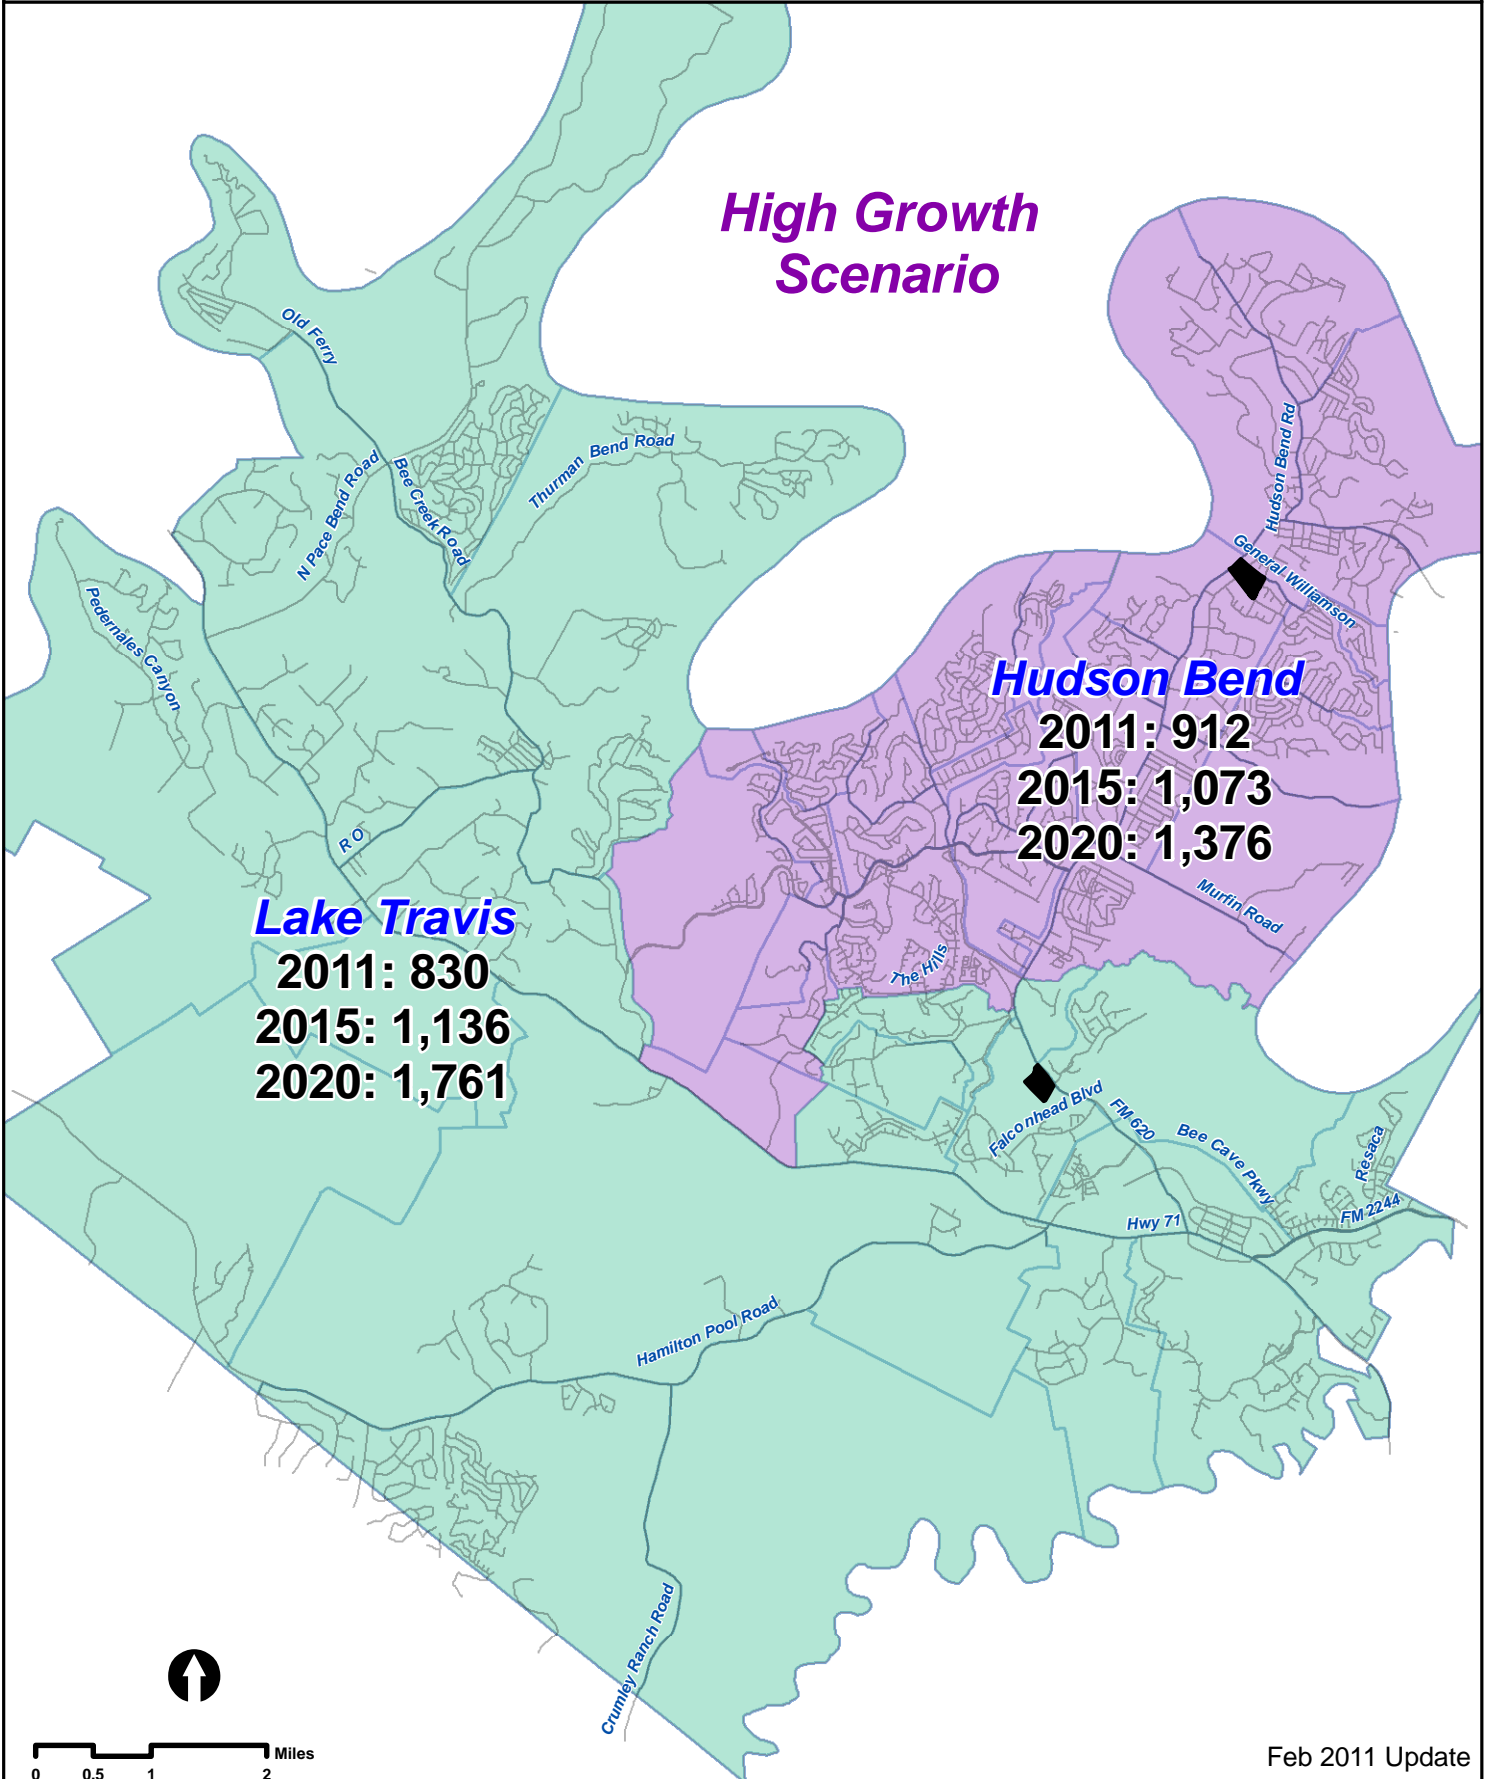 High Growth
Scenario
Old Ferry
Hudson Bend Rd
Thurman Bend Road
N Pace Bend Road
Bee Creek Road
General Williamson
Pedernales Canyon
Hudson Bend
2011: 912
2015: 1,073
2020: 1,376
R O
Murfin Road
Lake Travis
2011: 830
2015: 1,136
2020: 1,761
The Hills
Falconhead Blvd
FM 620
Bee Cave Pkwy
Resaca
FM 2244
Hwy 71
Hamilton Pool Road
Crumley Ranch Road
Miles
0 0.5 1 2
Feb 2011 Update